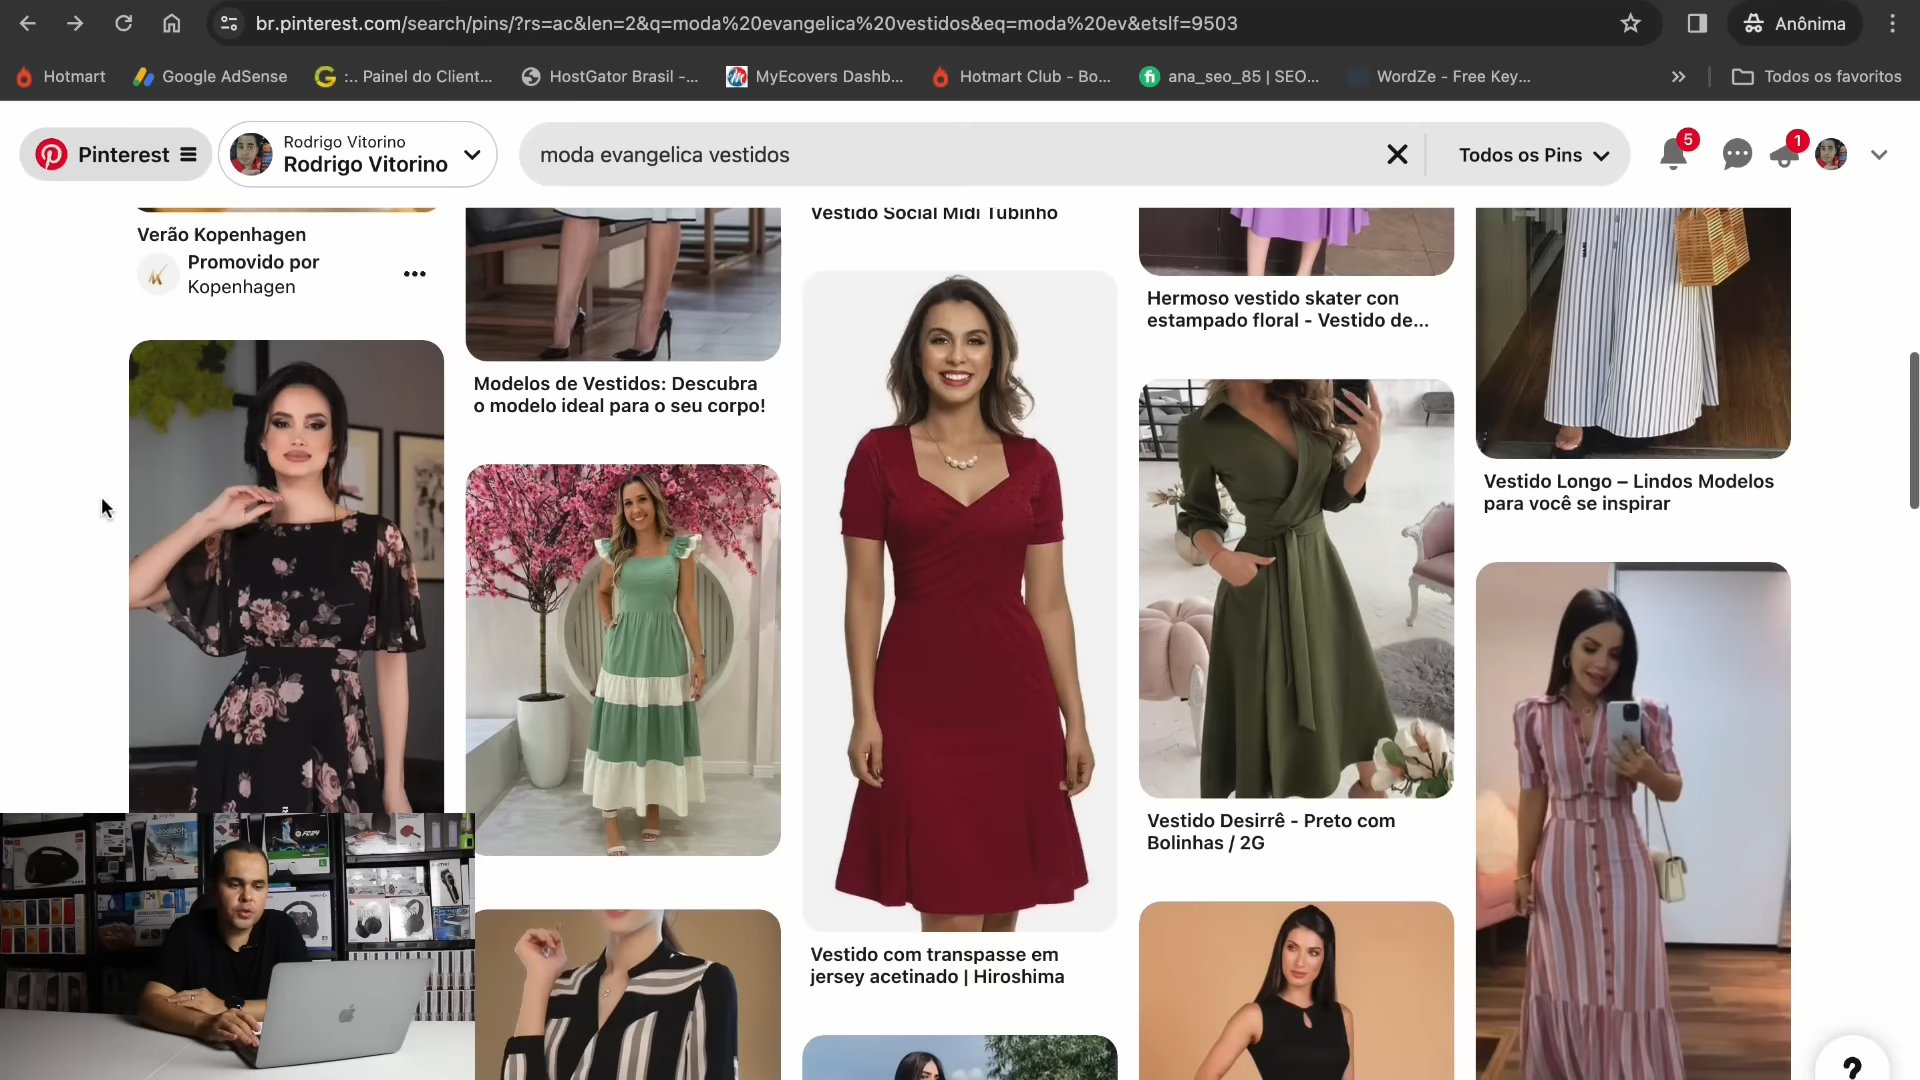 br.pinterest.com/search/pins/?rs=ac&len=2&q=moda%20evangelica%20vestidos&eq=moda%20ev&etslf=9503
Anônima
Hotmart
Google AdSense
:.. Painel do Client...
HostGator Brasil -...
MyEcovers Dashb...
Hotmart Club - Bo...
ana_seo_85 | SEO...
WordZe - Free Key...
Todos os favoritos
Pinterest
Rodrigo Vitorino
Rodrigo Vitorino
moda evangelica vestidos
Todos os Pins
5
1
Verão Kopenhagen
Promovido por
Kopenhagen
Modelos de Vestidos: Descubra
o modelo ideal para o seu corpo!
Vestido Social Midi Tubinho
Vestido com transpasse em
jersey acetinado | Hiroshima
Hermoso vestido skater con
estampado floral - Vestido de...
Vestido Desirrê - Preto com
Bolinhas / 2G
Vestido Longo – Lindos Modelos
para você se inspirar
?